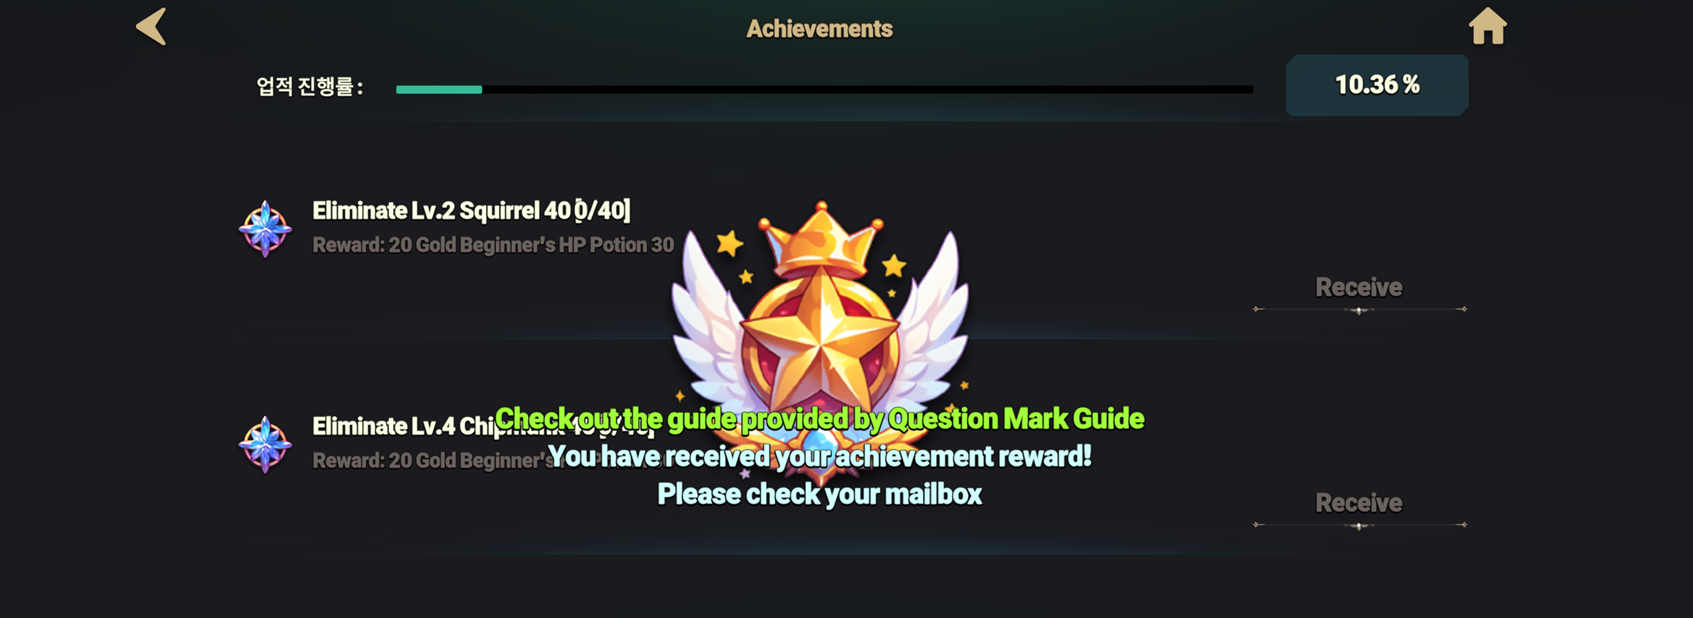 Achievements
업적 진행률 :
10.36 %
Eliminate Lv.2 Squirrel 40 [0/40]
Reward: 20 Gold Beginner's HP Potion 30
Receive
Eliminate Lv.4
Check out the guide provided by Question Mark Guide
Reward: 20 Gold Beginner's
You have received your achievement reward!
Please check your mailbox
Receive